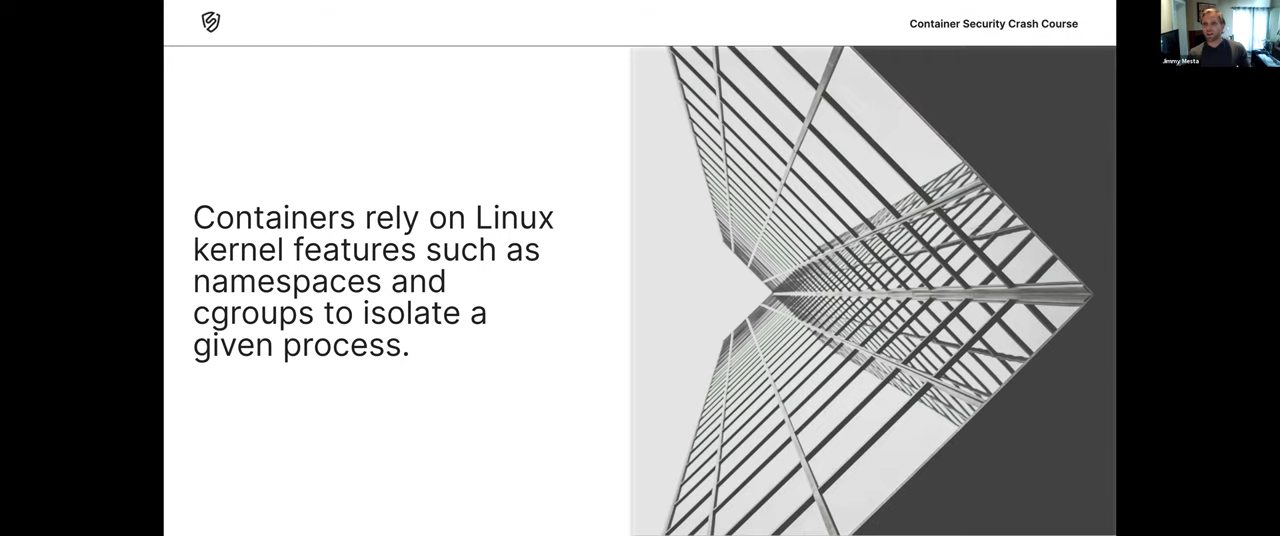 Container Security Crash Course
Jimmy Mesta
Containers rely on Linux
kernel features such as
namespaces and
cgroups to isolate a
given process.